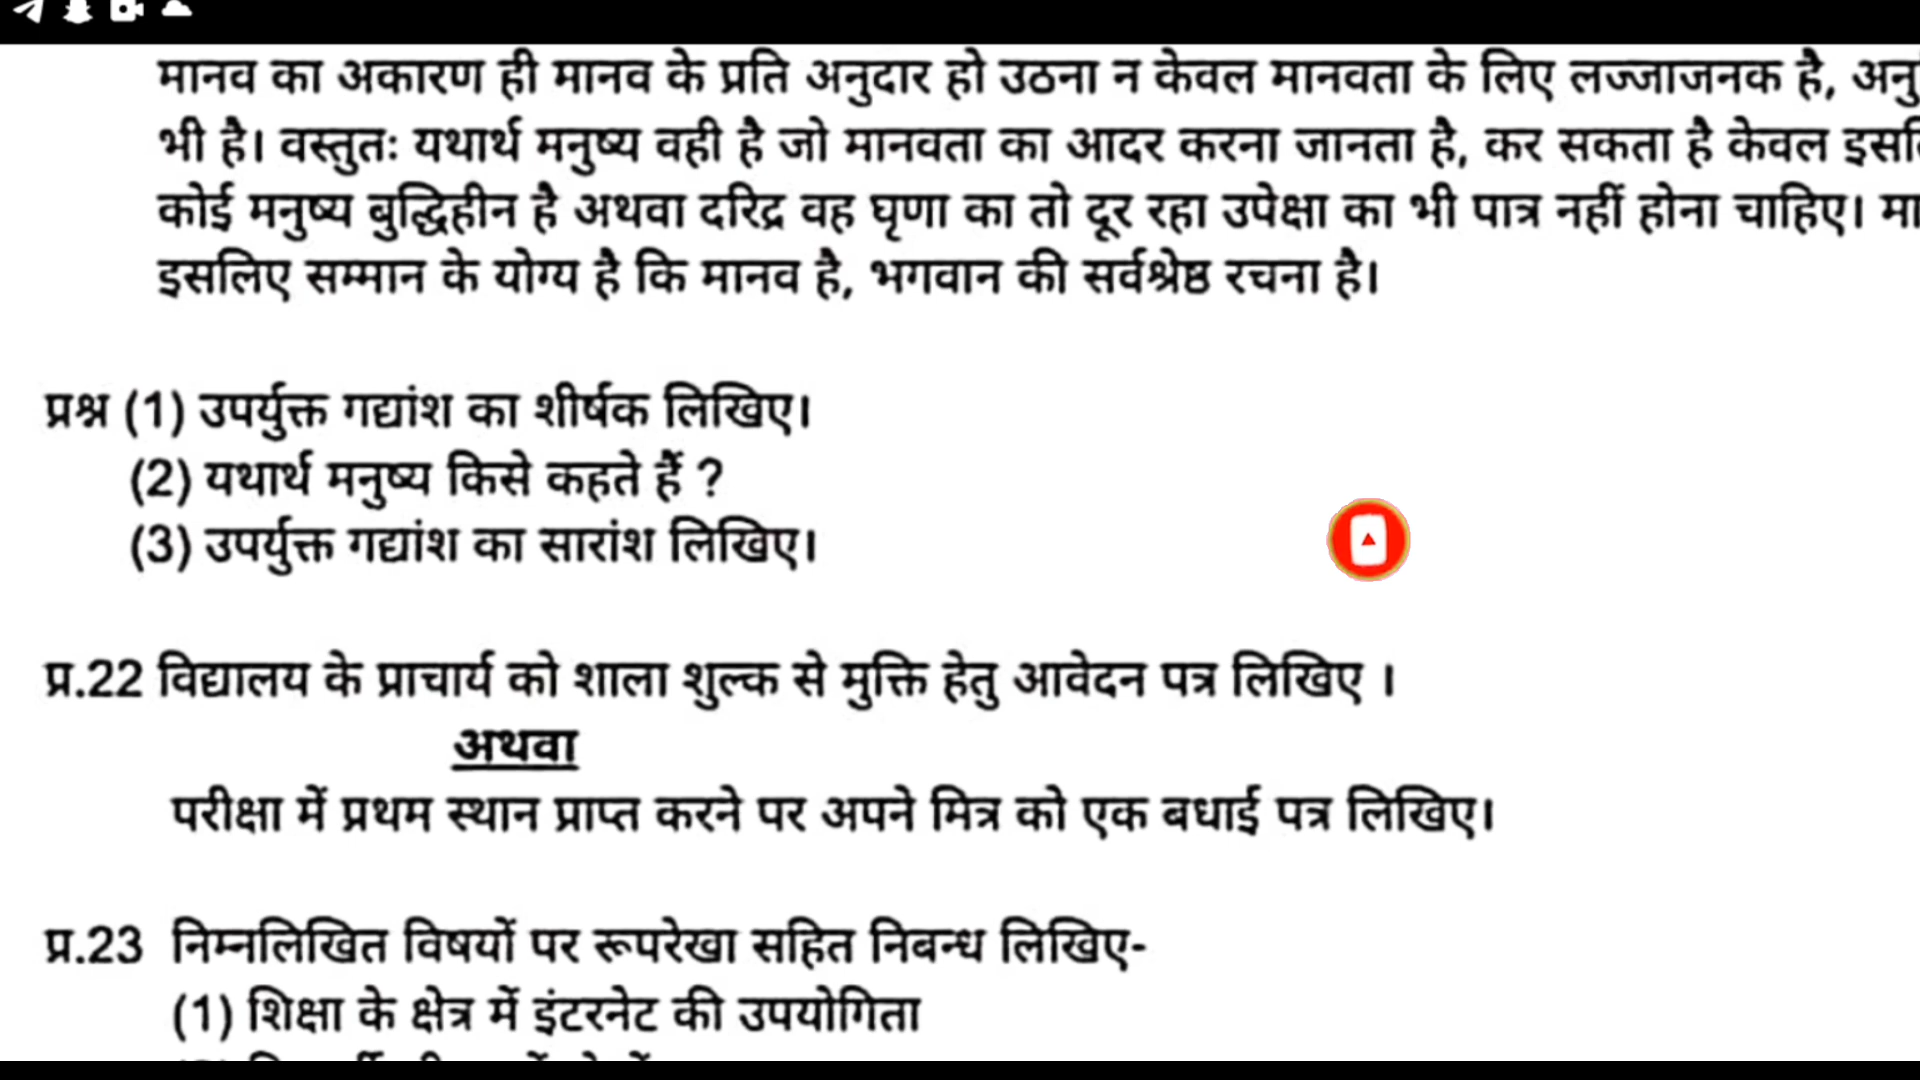 मानव का अकारण ही मानव के प्रति अनुदार हो उठना न केवल मानवता के लिए लज्जाजनक है,
भी है। वस्तुतः यथार्थ मनुष्य वही है जो मानवता का आदर करना जानता है, कर सकता है केवल
कोई मनुष्य बुद्धिहीन है अथवा दरिद्र वह घृणा का तो दूर रहा उपेक्षा का भी पात्र नहीं होना चाहिए।
इसलिए सम्मान के योग्य है कि मानव है, भगवान की सर्वश्रेष्ठ रचना है।
प्रश्न (1) उपर्युक्त गद्यांश का शीर्षक लिखिए।
(2) यथार्थ मनुष्य किसे कहते हैं ?
(3) उपर्युक्त गद्यांश का सारांश लिखिए।
प्र.22 विद्यालय के प्राचार्य को शाला शुल्क से मुक्ति हेतु आवेदन पत्र लिखिए ।
अथवा
परीक्षा में प्रथम स्थान प्राप्त करने पर अपने मित्र को एक बधाई पत्र लिखिए।
प्र.23 निम्नलिखित विषयों पर रूपरेखा सहित निबन्ध लिखिए-
(1) शिक्षा के क्षेत्र में इंटरनेट की उपयोगिता